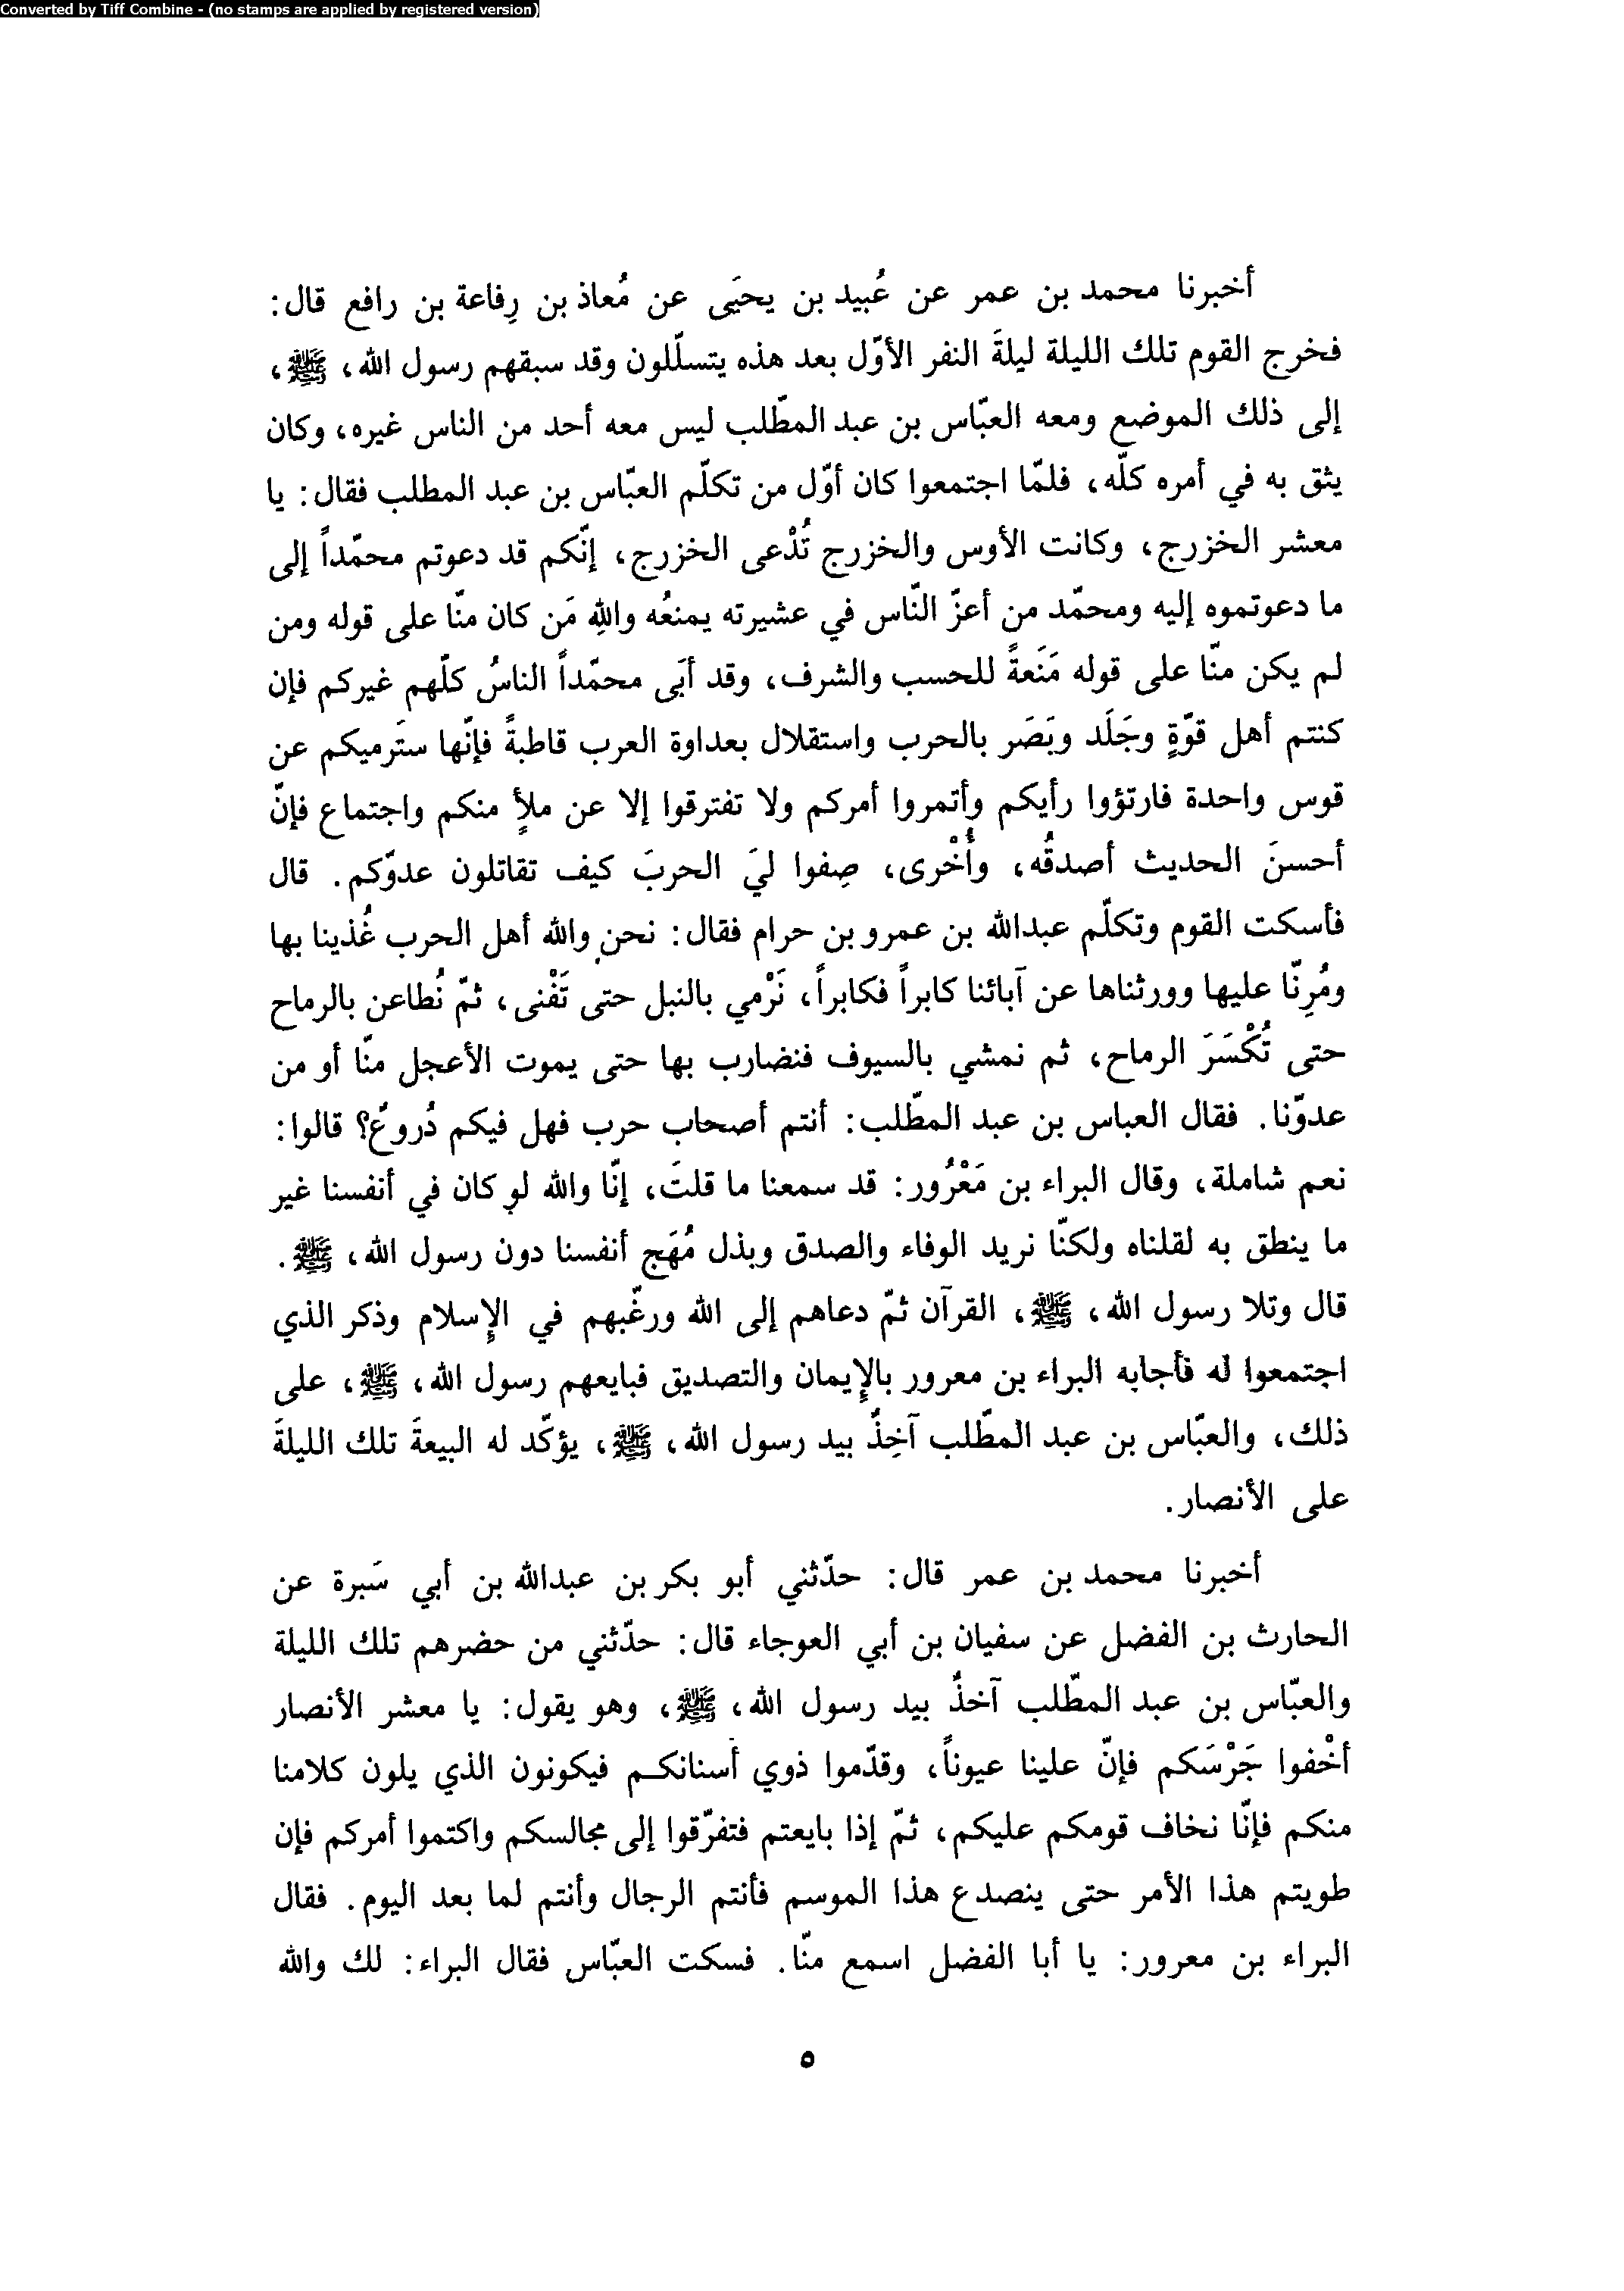 Converted by Tiff Combine - (no stamps are applied by registered version)
أخبرنا محمد بن عمر عن عُبيد بن يحيَى عن مُعاذ بن رِفاعة بن رافع قال:
فخرج القوم تلك الليلة ليلةَ النفر الأوّل بعد هذه يتسلّلون وقد سبقهم رسول الله، ﷺ،
إلى ذلك الموضع ومعه العبّاس بن عبد المطّلب ليس معه أحد من الناس غيره، وكان
يثق به في أمره كلّه، فلمّا اجتمعوا كان أوّل من تكلّم العبّاس بن عبد المطلب فقال: يا
معشر الخزرج، وكانت الأوس والخزرج تُدْعى الخزرج، إنّكم قد دعوتم محمّداً إلى
ما دعوتموه إليه ومحمّد من أعزّ النّاس في عشيرته يمنعُه واللهِ مَن كان منّا على قوله ومن
لم يكن منّا على قوله مَنَعةً للحسب والشرف، وقد أبَى محمّداً الناسُ كلّهم غيركم فإن
كنتم أهل قوّةٍ وجَلَد وبَصَر بالحرب واستقلال بعداوة العرب قاطبةً فإنّها ستَرميكم عن
قوس واحدة فارتؤوا رأيكم وأتمروا أمركم ولا تفترقوا إلا عن ملأٍ منكم واجتماع فإنّ
أحسنَ الحديث أصدقُه، وأُخْرى، صِفوا ليَ الحربَ كيف تقاتلون عدوّكم. قال
فأسكت القوم وتكلّم عبدالله بن عمرو بن حرام فقال: نحن والله أهل الحرب غُذينا بها
ومُرِنّا عليها وورثناها عن آبائنا كابراً فكابراً، نَرْمي بالنبل حتى تَفْنى، ثمّ نُطاعن بالرماح
حتى تُكْسَرَ الرماح، ثم نمشي بالسيوف فنضارب بها حتى يموت الأعجل منّا أو من
عدوّنا. فقال العباس بن عبد المطّلب: أنتم أصحاب حرب فهل فيكم دُروعٌ؟ قالوا:
نعم شاملة، وقال البراء بن مَعْرُور: قد سمعنا ما قلتَ، إنّا والله لو كان في أنفسنا غير
ما ينطق به لقلناه ولكنّا نريد الوفاء والصدق وبذل مُهَج أنفسنا دون رسول الله، ﷺ.
قال وتلا رسول الله، ﷺ، القرآن ثمّ دعاهم إلى الله ورغّبهم في الإسلام وذكر الذي
اجتمعوا له فأجابه البراء بن معرور بالإيمان والتصديق فبايعهم رسول الله، ﷺ، على
ذلك، والعبّاس بن عبد المطّلب آخِذٌ بيد رسول الله، ﷺ، يؤكّد له البيعةَ تلك الليلةَ
على الأنصار.
أخبرنا محمد بن عمر قال: حدّثني أبو بكر بن عبدالله بن أبي سَبرة عن
الحارث بن الفضل عن سفيان بن أبي العوجاء قال: حدّثني من حضرهم تلك الليلة
والعبّاس بن عبد المطّلب آخذٌ بيد رسول الله، ﷺ، وهو يقول: يا معشر الأنصار
أخْفوا جَرْسَكم فإنّ علينا عيوناً، وقدّموا ذوي أسنانكم فيكونون الذي يلون كلامنا
منكم فإنّا نخاف قومكم عليكم، ثمّ إذا بايعتم فتفرّقوا إلى مجالسكم واكتموا أمركم فإن
طويتم هذا الأمر حتى ينصدع هذا الموسم فأنتم الرجال وأنتم لما بعد اليوم. فقال
البراء بن معرور: يا أبا الفضل اسمع منّا. فسكت العبّاس فقال البراء: لك والله
٥